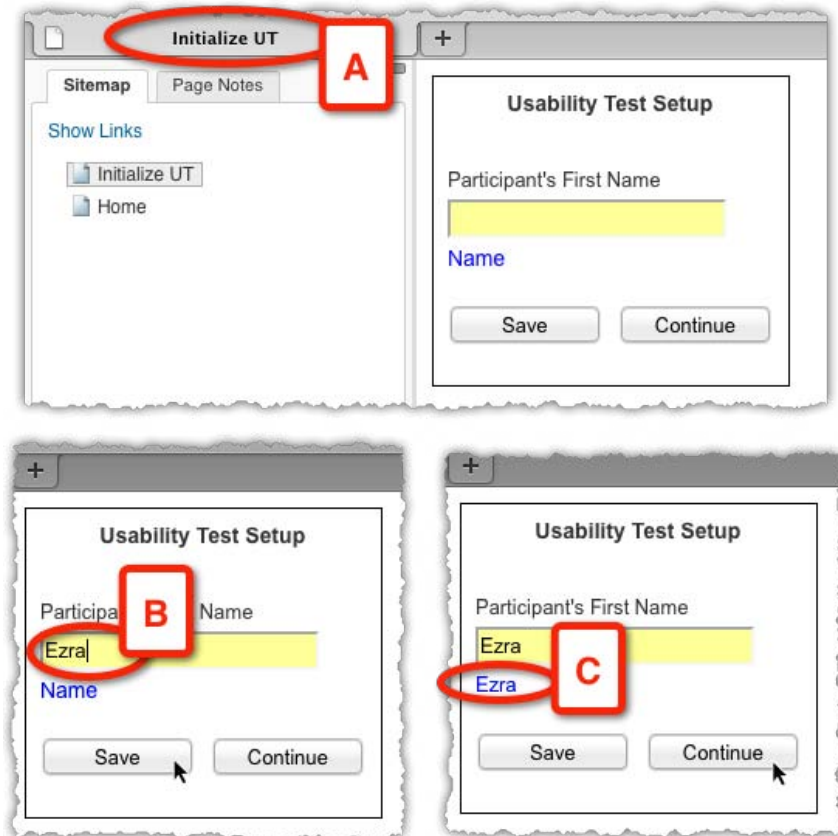 Initialize UT
+
A
Sitemap
Page Notes
Show Links
Initialize UT
Home
Usability Test Setup
Participant's First Name
Name
Save
Continue
+
Usability Test Setup
Participa
Name
B
Ezra
Name
Save
Continue
+
Usability Test Setup
Participant's First Name
Ezra
Ezra
C
Save
Continue